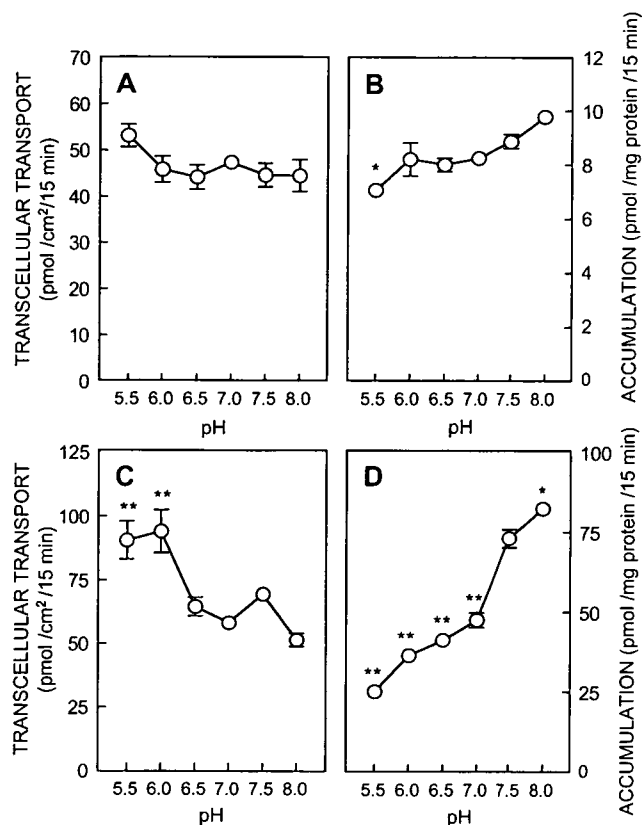 A
B
TRANSCELLULAR TRANSPORT
(pmol /cm²/15 min)
70
60
50
40
30
20
10
0
5.5 6.0 6.5 7.0 7.5 8.0
pH
*
12
10
8
6
4
2
0
ACCUMULATION (pmol /mg protein /15 min)
5.5 6.0 6.5 7.0 7.5 8.0
pH
C
D
TRANSCELLULAR TRANSPORT
(pmol /cm² /15 min)
125
100
75
50
25
0
** **
5.5 6.0 6.5 7.0 7.5 8.0
pH
** ** ** ** *
100
75
50
25
0
ACCUMULATION (pmol /mg protein /15 min)
5.5 6.0 6.5 7.0 7.5 8.0
pH